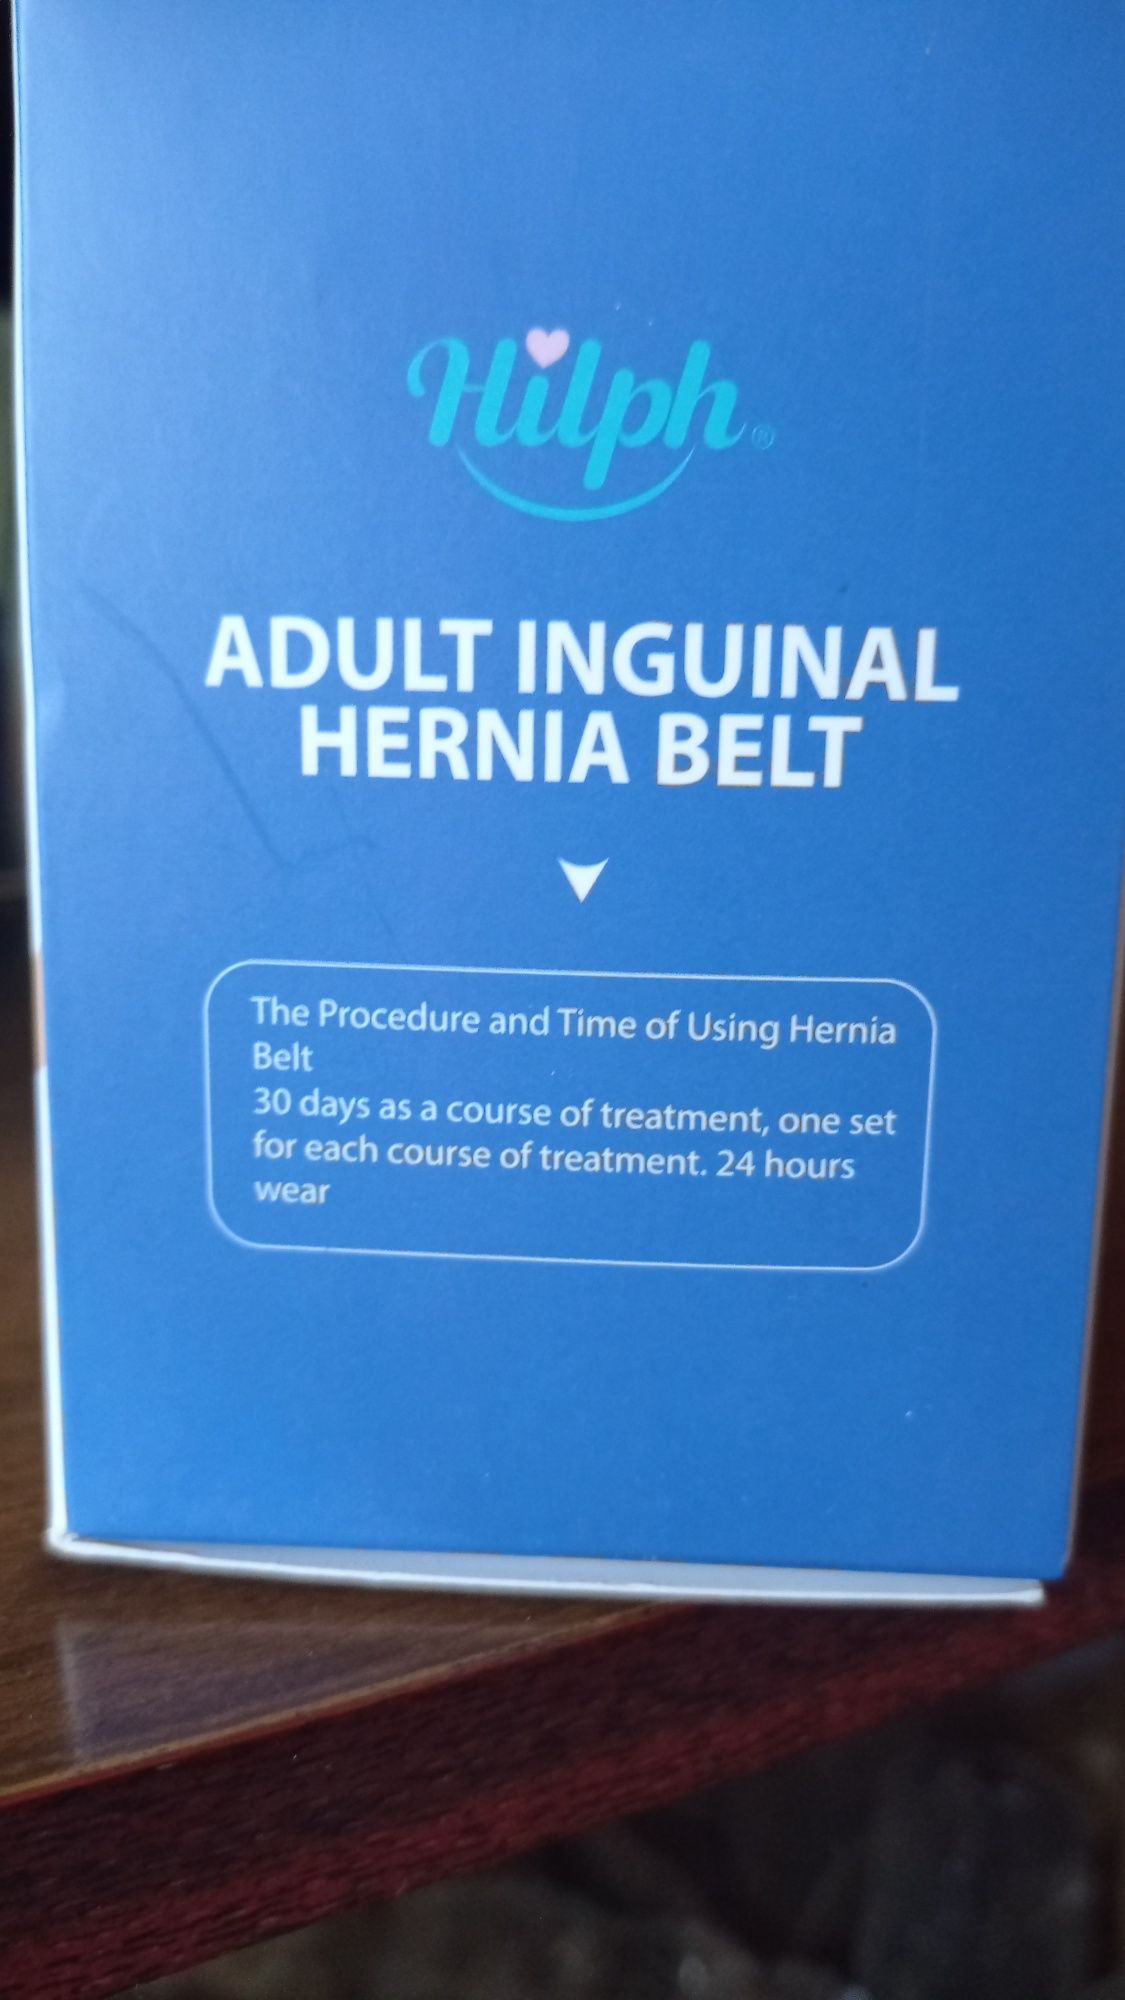 Hilph®
ADULT INGUINAL
HERNIA BELT
The Procedure and Time of Using Hernia
Belt
30 days as a course of treatment, one set
for each course of treatment. 24 hours
wear